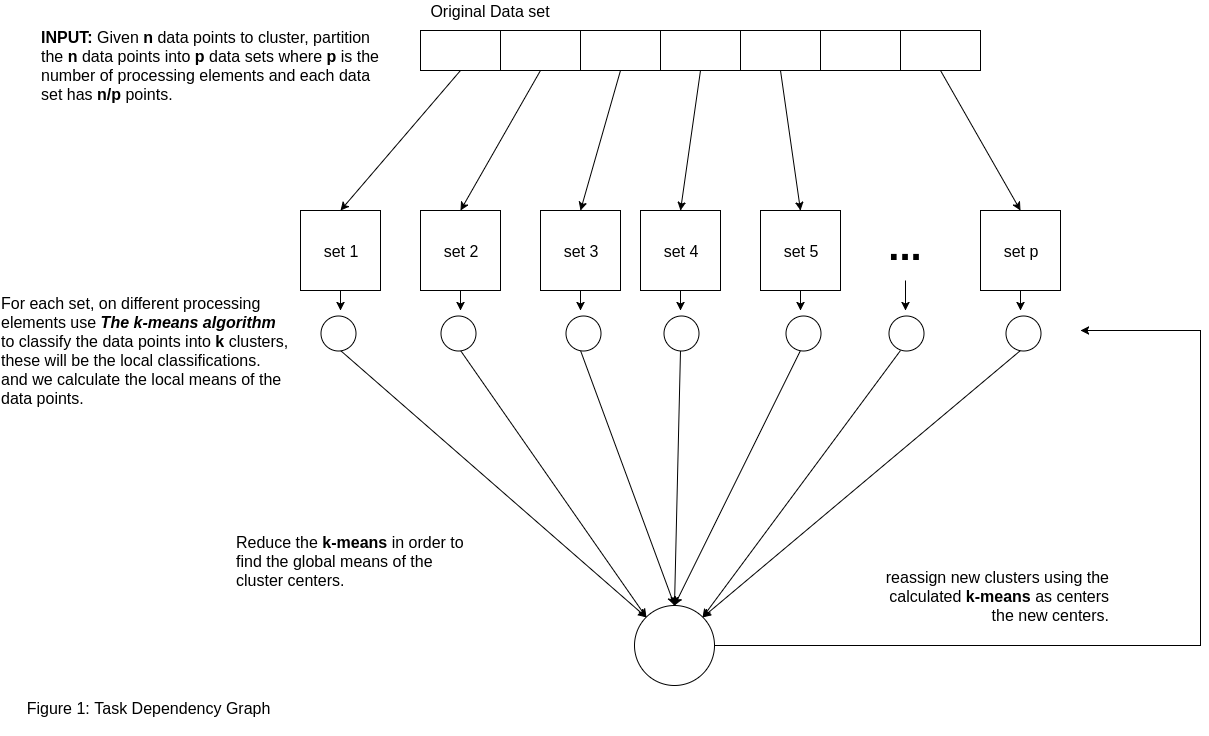 Original Data set
INPUT: Given n data points to cluster, partition
the n data points into p data sets where p is the
number of processing elements and each data
set has n/p points.
set 1
set 2
set 3
set 4
set 5
...
set p
For each set, on different processing
elements use The k-means algorithm
to classify the data points into k clusters,
these will be the local classifications.
and we calculate the local means of the
data points.
Reduce the k-means in order to
find the global means of the
cluster centers.
reassign new clusters using the
calculated k-means as centers
the new centers.
Figure 1: Task Dependency Graph